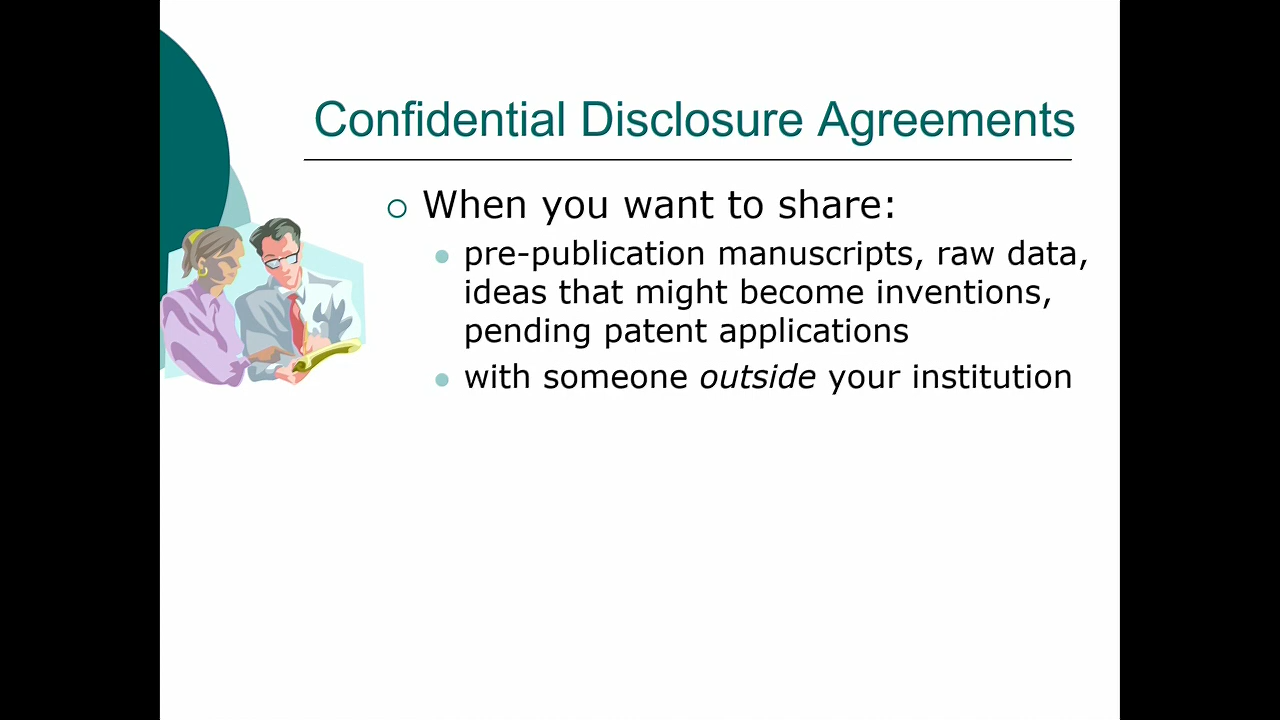 Confidential Disclosure Agreements
When you want to share:
pre-publication manuscripts, raw data,
ideas that might become inventions,
pending patent applications
with someone outside your institution